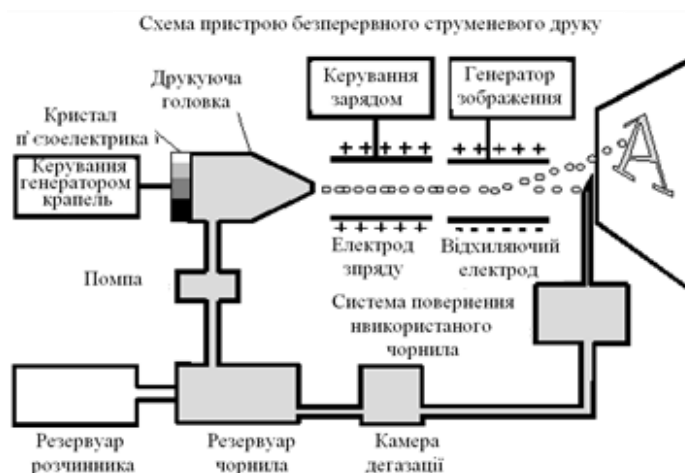 Схема пристрою безперервного струменевого друку
Друкуюча
головка
Керування
зарядом
Генератор
зображення
Кристал
п'єзоелектрика
Керування
генератором
крапель
А
+ + + + +
+ + + + +
+ + + + +
- - - - -
Електрод
зпряду
Відхиляючий
електрод
Помпа
Система повернення
нвикористаного
чорнила
Резервуар
розчинника
Резервуар
чорнила
Камера
дегазації